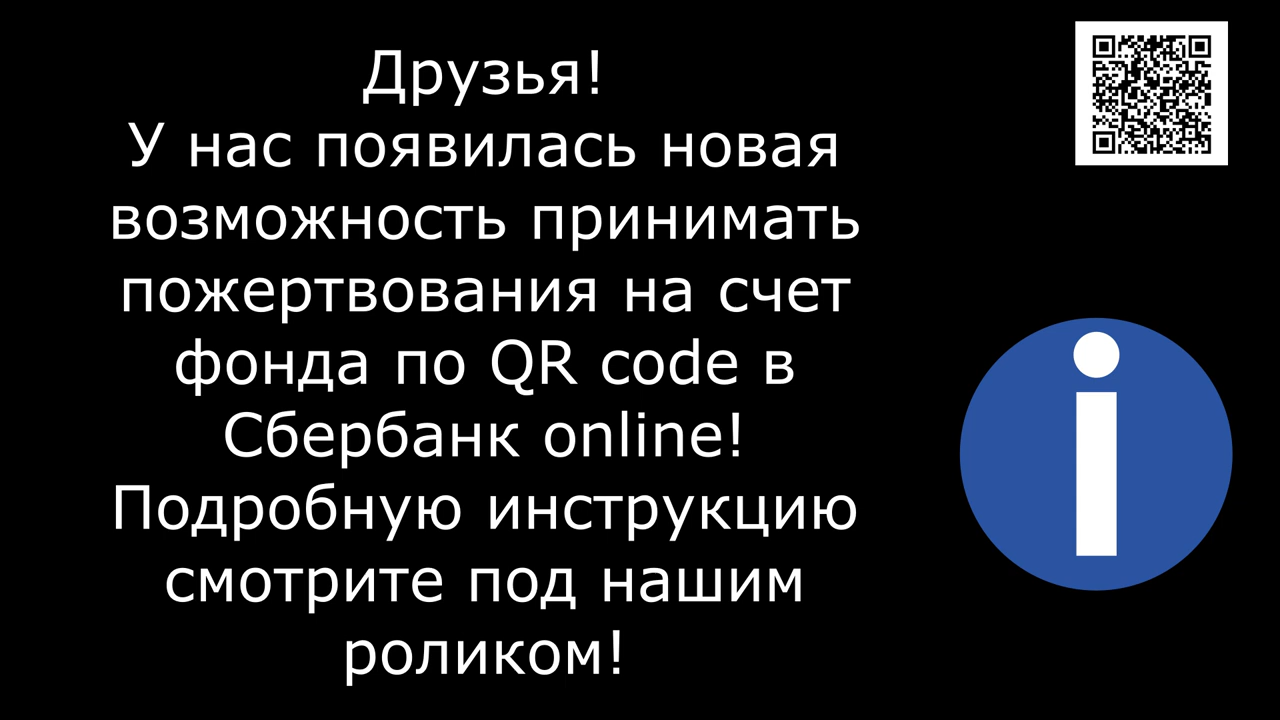 Друзья!
У нас появилась новая
возможность принимать
пожертвования на счет
фонда по QR code в
Сбербанк online!
Подробную инструкцию
смотрите под нашим
роликом!